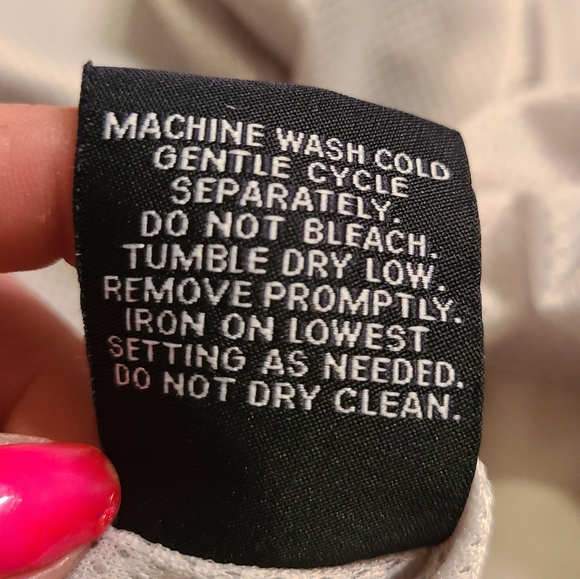 MACHINE WASH COLD
GENTLE CYCLE
SEPARATELY.
DO NOT BLEACH.
TUMBLE DRY LOW.
REMOVE PROMPTLY.
IRON ON LOWEST
SETTING AS NEEDED.
DO NOT DRY CLEAN.